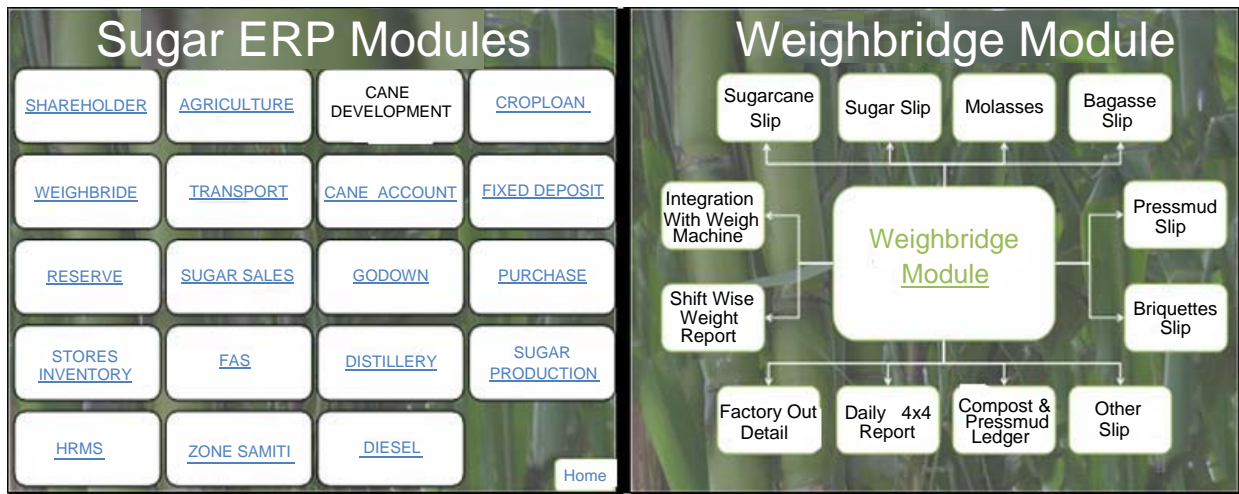 Sugar ERP Modules
SHAREHOLDER
AGRICULTURE
CANE
DEVELOPMENT
CROPLOAN
WEIGHBRIDE
TRANSPORT
CANE ACCOUNT
FIXED DEPOSIT
RESERVE
SUGAR SALES
GODOWN
PURCHASE
STORES
INVENTORY
FAS
DISTILLERY
SUGAR
PRODUCTION
HRMS
ZONE SAMITI
DIESEL
Home
Weighbridge Module
Sugarcane
Slip
Sugar Slip
Molasses
Bagasse
Slip
Integration
With Weigh
Machine
Weighbridge
Module
Pressmud
Slip
Shift Wise
Weight
Report
Briquettes
Slip
Factory Out
Detail
Daily 4x4
Report
Compost &
Pressmud
Ledger
Other
Slip